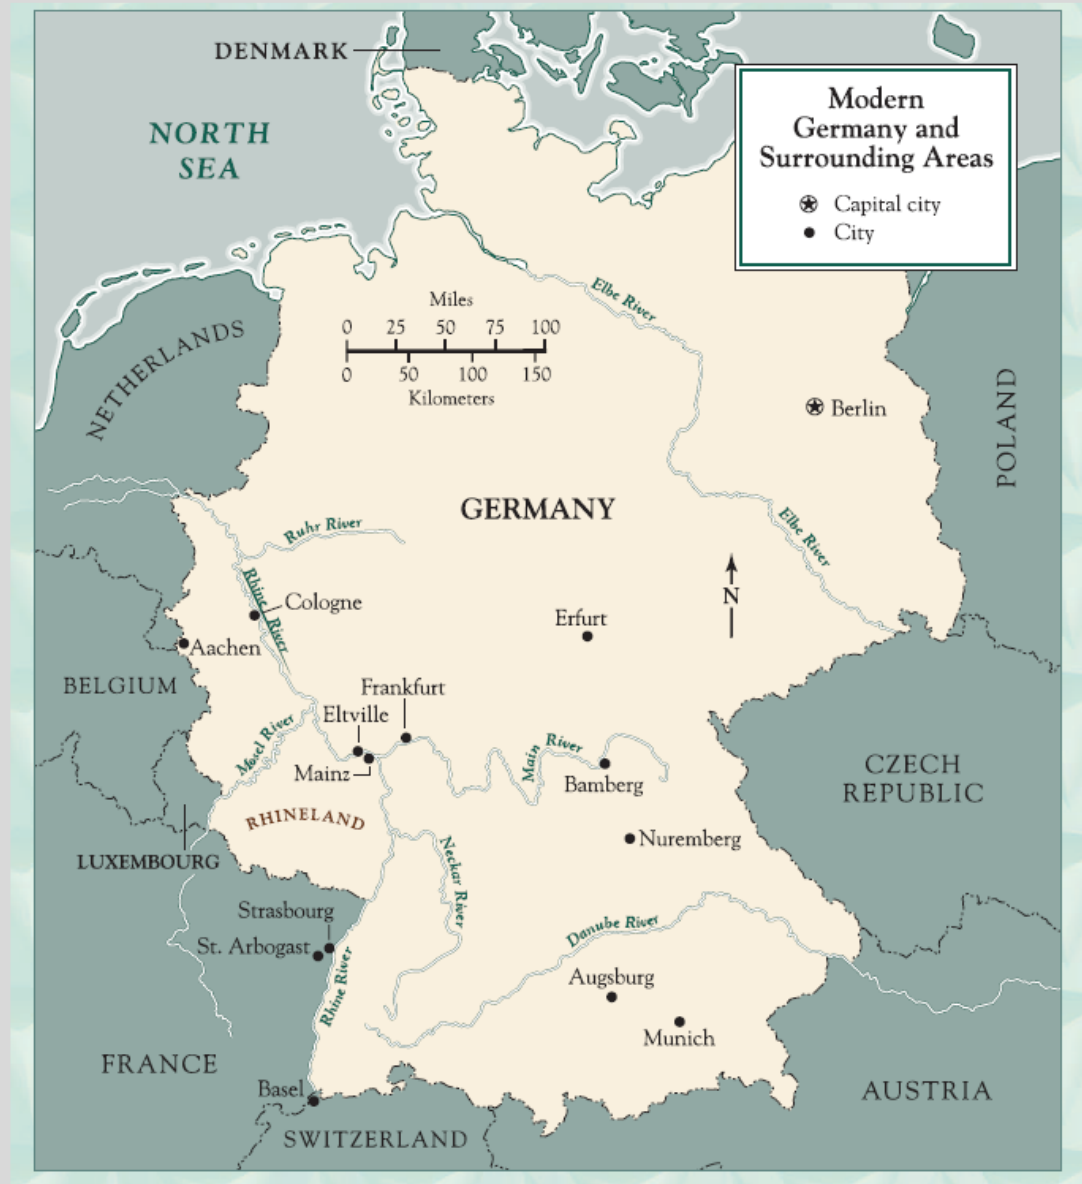 DENMARK
NORTH
SEA
Modern
Germany and
Surrounding Areas
Capital city
City
Elbe River
Miles
0 25 50 75 100
0 50 100 150
Kilometers
NETHERLANDS
Berlin
POLAND
GERMANY
Ruhr River
Elbe River
Rhine River
Cologne
N
Erfurt
Aachen
BELGIUM
Frankfurt
Eltville
Mosel River
Main River
Mainz
Bamberg
CZECH
REPUBLIC
RHINELAND
Nuremberg
LUXEMBOURG
Neckar River
Strasbourg
St. Arbogast
Danube River
Rhine River
Augsburg
Munich
FRANCE
Basel
AUSTRIA
SWITZERLAND